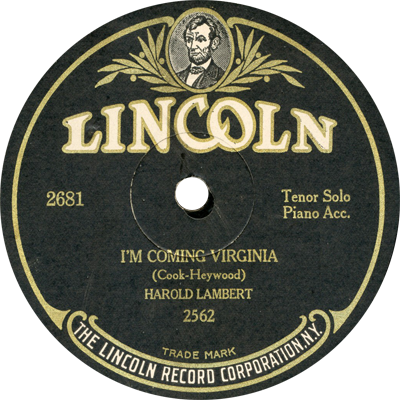 LINCOLN
2681
Tenor Solo
Piano Acc.
I'M COMING VIRGINIA
(Cook-Heywood)
HAROLD LAMBERT
2562
TRADE MARK
THE LINCOLN RECORD CORPORATION, N.Y.